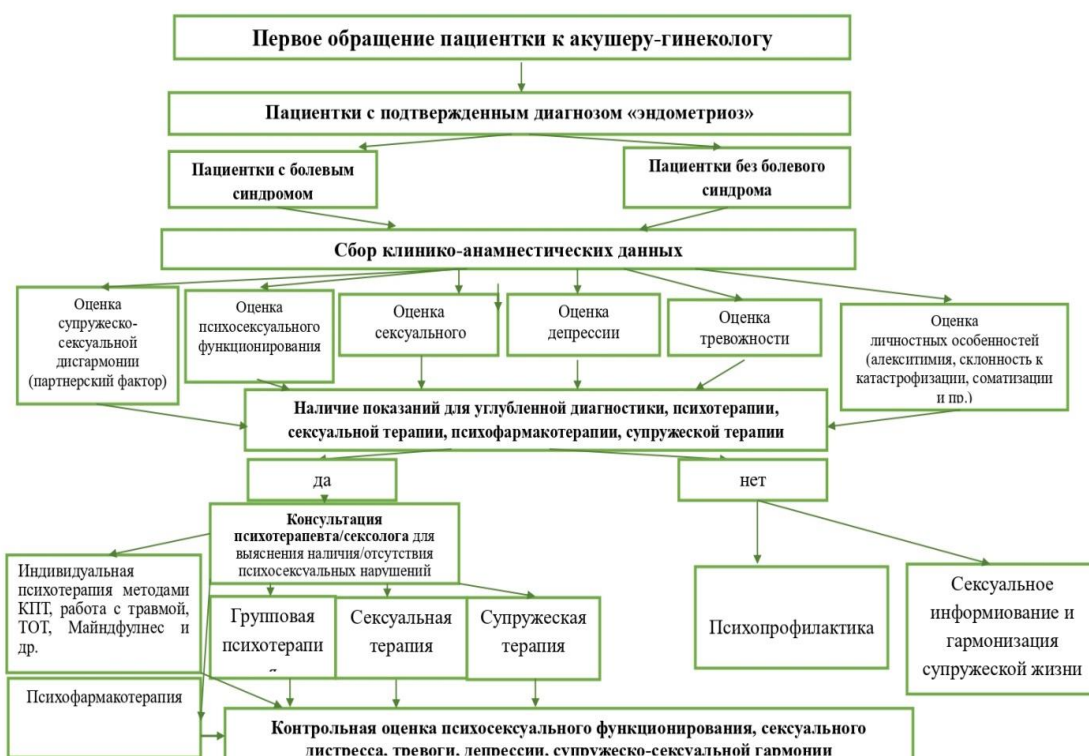 Первое обращение пациентки к акушеру-гинекологу
Пациентки с подтвержденным диагнозом «эндометриоз»
Пациентки с болевым
синдромом
Пациентки без болевого
синдрома
Сбор клинико-анамнестических данных
Оценка
супружеско-
сексуальной
дисгармонии
(партнерский фактор)
Оценка
психосексуального
функционирования
Оценка
сексуального
Оценка
депрессии
Оценка
тревожности
Оценка
личностных особенностей
(алекситимия, склонность к
катастрофизации, соматизации
и пр.)
Наличие показаний для углубленной диагностики, психотерапии,
сексуальной терапии, психофармакотерапии, супружеской терапии
да
нет
Консультация
психотерапевта/сексолога для
выяснения наличия/отсутствия
психосексуальных нарушений
Индивидуальная
психотерапия методами
КПТ, работа с травмой,
ТОТ, Майндфулнес и
др.
Групповая
психотерапи
Сексуальная
терапия
Супружеская
терапия
Психопрофилактика
Сексуальное
информиование и
гармонизация
супружеской жизни
Психофармакотерапия
Контрольная оценка психосексуального функционирования, сексуального
дистресса, тревоги, депрессии, супружеско-сексуальной гармонии